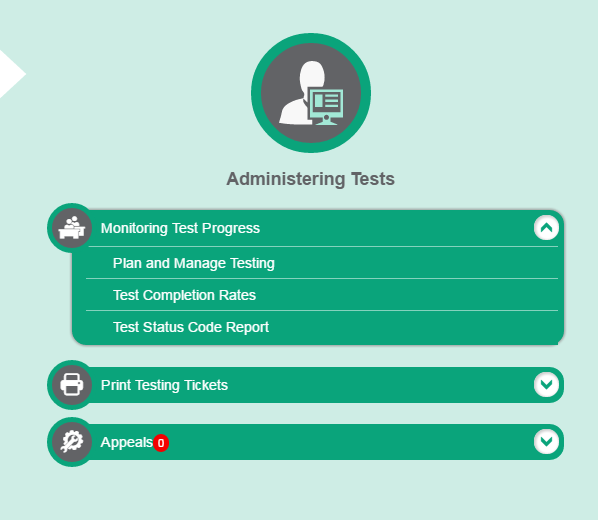 Administering Tests
Monitoring Test Progress
Plan and Manage Testing
Test Completion Rates
Test Status Code Report
Print Testing Tickets
Appeals 0